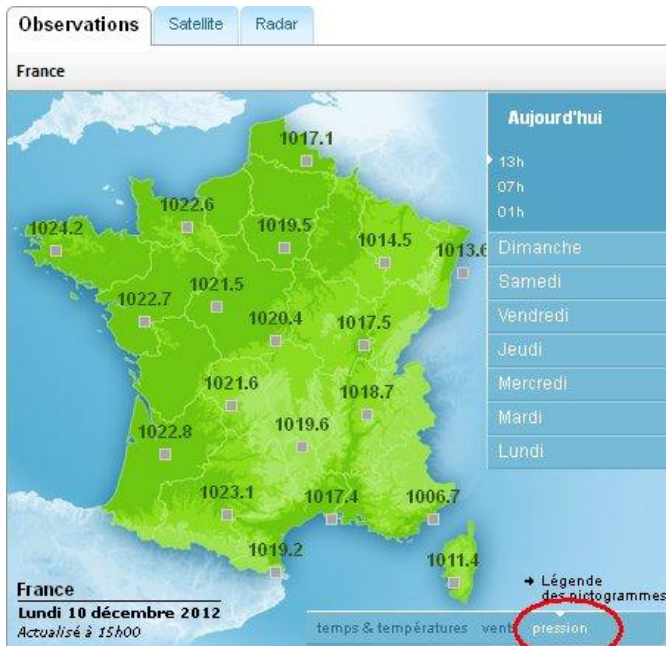 Observations Satellite Radar
France
Aujourd'hui
13h
07h
01h
Dimanche
Samedi
Vendredi
Jeudi
Mercredi
Mardi
Lundi
1017.1
1022.6
1024.2
1019.5
1014.5
1013.6
1021.5
1022.7
1020.4
1017.5
1021.6
1018.7
1019.6
1022.8
1023.1
1017.4
1006.7
1019.2
1011.4
Légende
des pictogrammes
France
Lundi 10 décembre 2012
Actualisé à 15h00
temps & températures vent pression